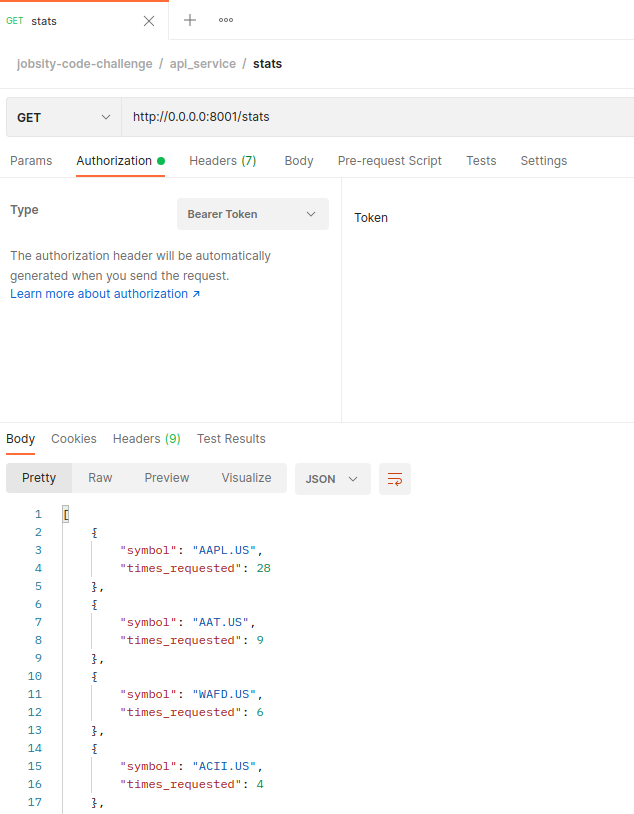 GET stats
jobsity-code-challenge / api_service / stats
GET http://0.0.0.0:8001/stats
Params Authorization Headers (7) Body Pre-request Script Tests Settings
Type Bearer Token
Token
The authorization header will be automatically
generated when you send the request.
Learn more about authorization ↗
Body Cookies Headers (9) Test Results
Pretty Raw Preview Visualize JSON
1 [
2 {
3 "symbol": "AAPL.US",
4 "times_requested": 28
5 },
6 {
7 "symbol": "AAT.US",
8 "times_requested": 9
9 },
10 {
11 "symbol": "WAFD.US",
12 "times_requested": 6
13 },
14 {
15 "symbol": "ACII.US",
16 "times_requested": 4
17 },